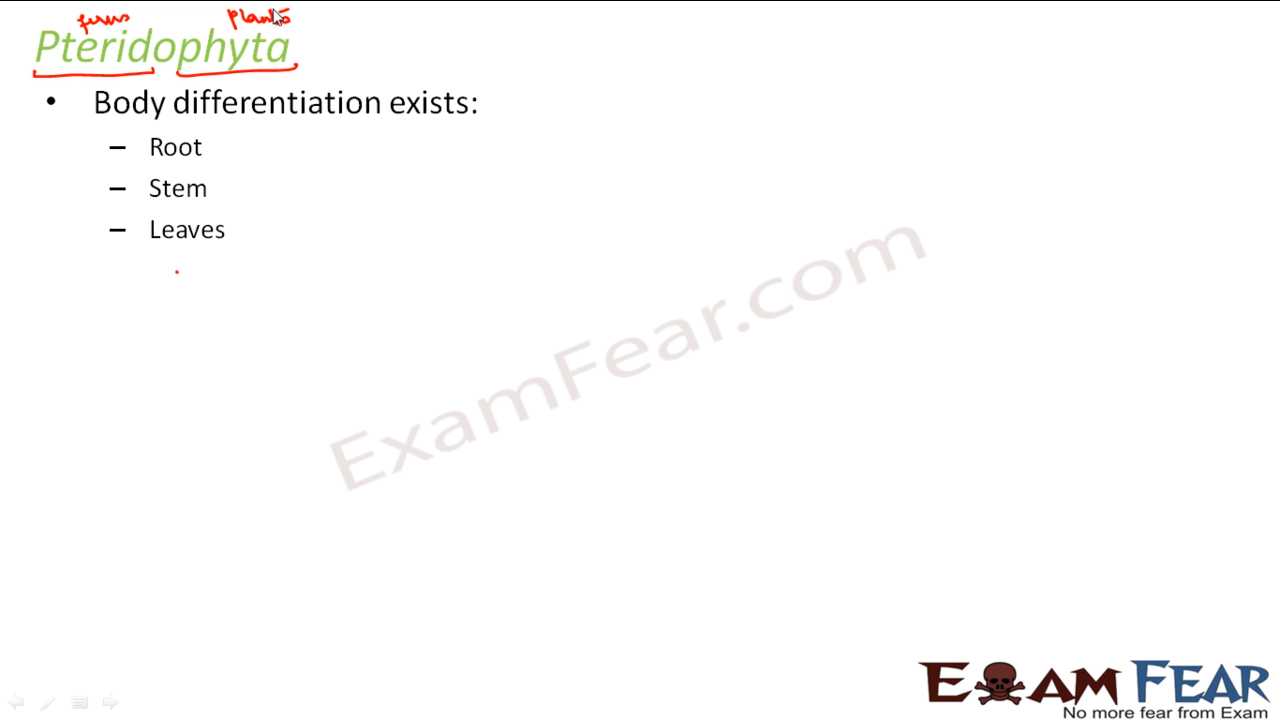 ferns plants
Pteridophyta
• Body differentiation exists:
– Root
– Stem
– Leaves
ExamFear.com
EXAM FEAR
No more fear from Exam